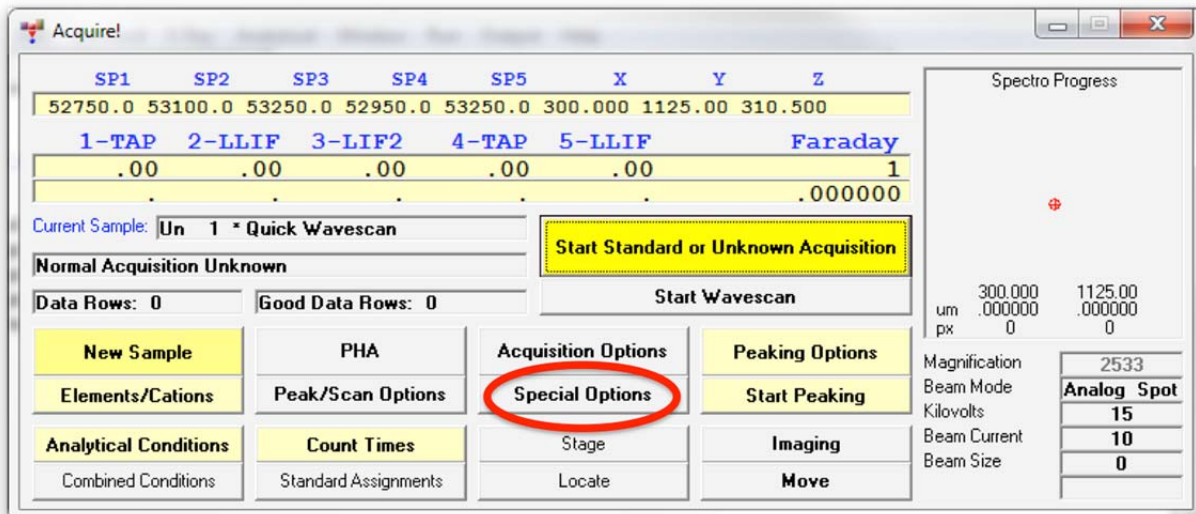 Acquire!
SP1 SP2 SP3 SP4 SP5 X Y Z
52750.0 53100.0 53250.0 52950.0 53250.0 300.000 1125.00 310.500
1-TAP 2-LLIF 3-LIF2 4-TAP 5-LLIF Faraday
.00 .00 .00 .00 .00 1
. . . . . .000000
Current Sample: Un 1 * Quick Wavescan
Normal Acquisition Unknown
Data Rows: 0 Good Data Rows: 0
Start Standard or Unknown Acquisition
Start Wavescan
New Sample PHA Acquisition Options Peaking Options
Elements/Cations Peak/Scan Options Special Options Start Peaking
Analytical Conditions Count Times Stage Imaging
Combined Conditions Standard Assignments Locate Move
Spectro Progress
300.000 1125.00
um .000000 .000000
px 0 0
Magnification 2533
Beam Mode Analog Spot
Kilovolts 15
Beam Current 10
Beam Size 0